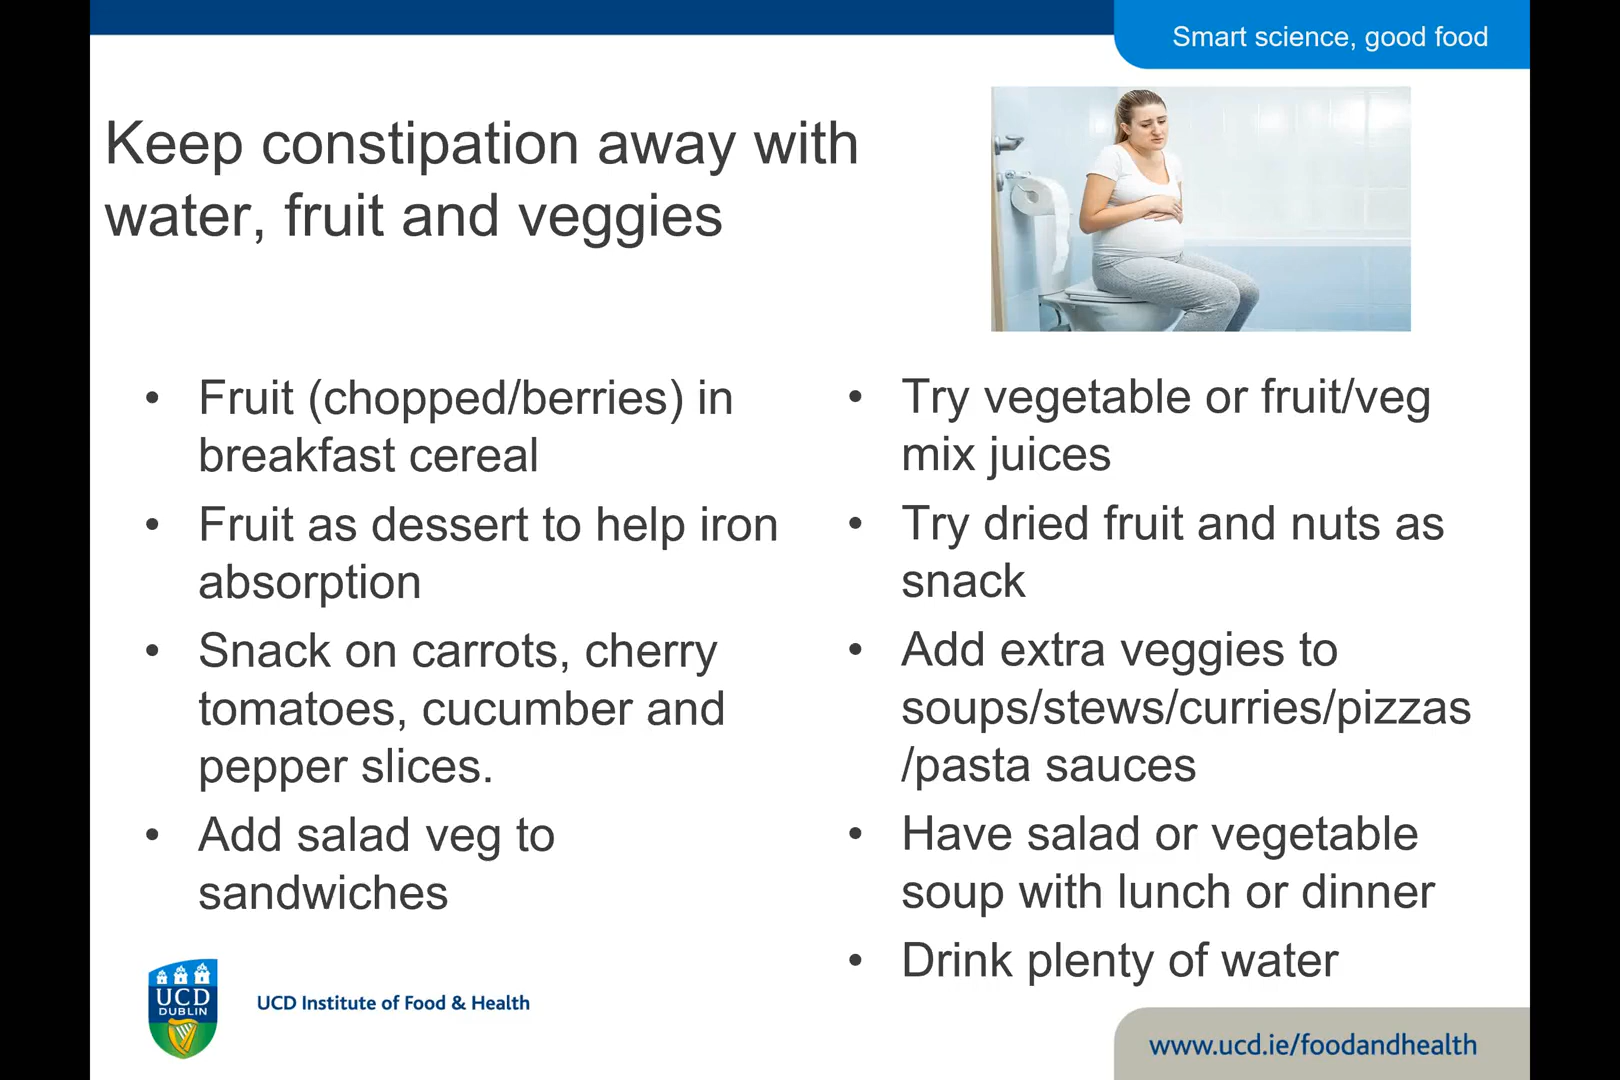 Smart science, good food
Keep constipation away with
water, fruit and veggies
• Fruit (chopped/berries) in
breakfast cereal
• Fruit as dessert to help iron
absorption
• Snack on carrots, cherry
tomatoes, cucumber and
pepper slices.
• Add salad veg to
sandwiches
• Try vegetable or fruit/veg
mix juices
• Try dried fruit and nuts as
snack
• Add extra veggies to
soups/stews/curries/pizzas
/pasta sauces
• Have salad or vegetable
soup with lunch or dinner
• Drink plenty of water
UCD
DUBLIN
UCD Institute of Food & Health
www.ucd.ie/foodandhealth